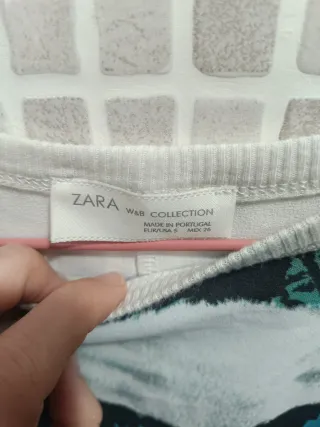 ZARA W&B COLLECTION
MADE IN PORTUGAL
EUR/USA S MEX 26